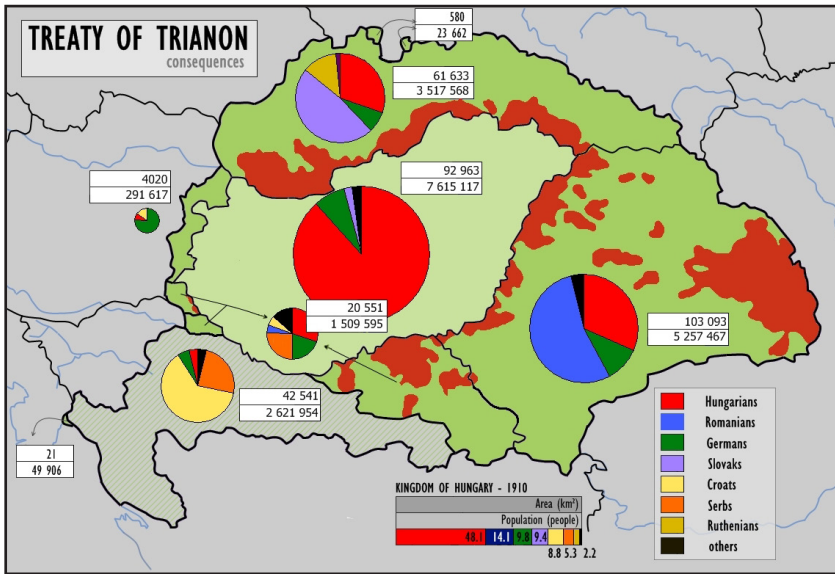 TREATY OF TRIANON
consequences
580
23 662
61 633
3 517 568
92 963
7 615 117
4020
291 617
20 551
1 509 595
103 093
5 257 467
42 541
2 621 954
21
49 906
Hungarians
Romanians
Germans
Slovaks
Croats
Serbs
Ruthenians
others
KINGDOM OF HUNGARY - 1910
Area (km²)
Population (people)
48.1 14.1 9.8 9.4
8.8 5.3 2.2